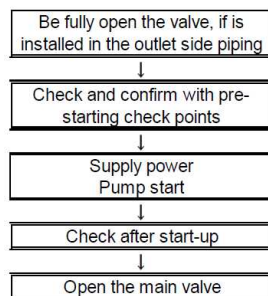 Be fully open the valve, if is
installed in the outlet side piping
↓
Check and confirm with pre-
starting check points
↓
Supply power
Pump start
↓
Check after start-up
↓
Open the main valve